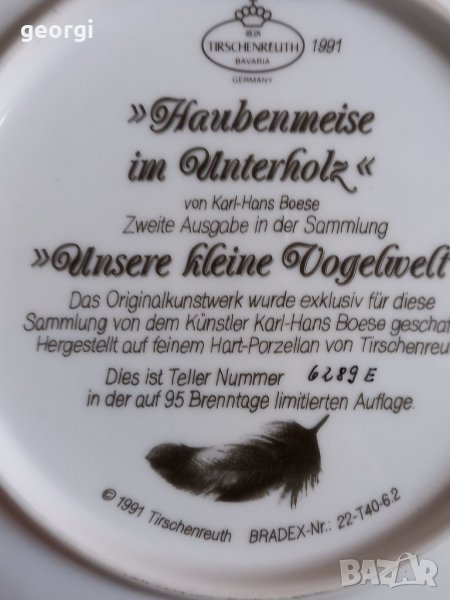 georgi
1838
TIRSCHENREUTH 1991
BAVARIA
GERMANY
»Haubenmeise
im Unterholz«
von Karl-Hans Boese
Zweite Ausgabe in der Sammlung
»Unsere kleine Vogelwelt
Das Originalkunstwerk wurde exklusiv für diese
Sammlung von dem Künstler Karl-Hans Boese geschaf
Hergestellt auf feinem Hart-Porzellan von Tirschenreu
Dies ist Teller Nummer 6289 E
in der auf 95 Brenntage limitierten Auflage.
© 1991 Tirschenreuth BRADEX-Nr.: 22-T40-6.2
BAZAR